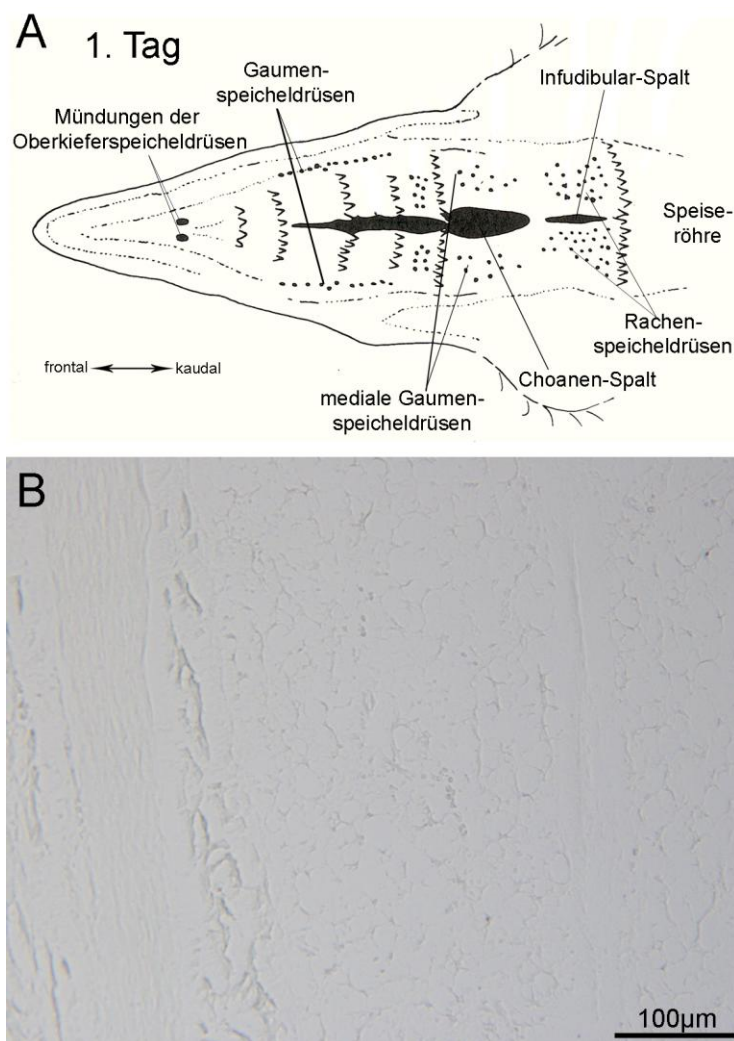 A
1. Tag
Gaumen-
speicheldrüsen
Infudibular-Spalt
Mündungen der
Oberkieferspeicheldrüsen
Speise-
röhre
Rachen-
speicheldrüsen
frontal
kaudal
Choanen-Spalt
mediale Gaumen-
speicheldrüsen
B
100µm